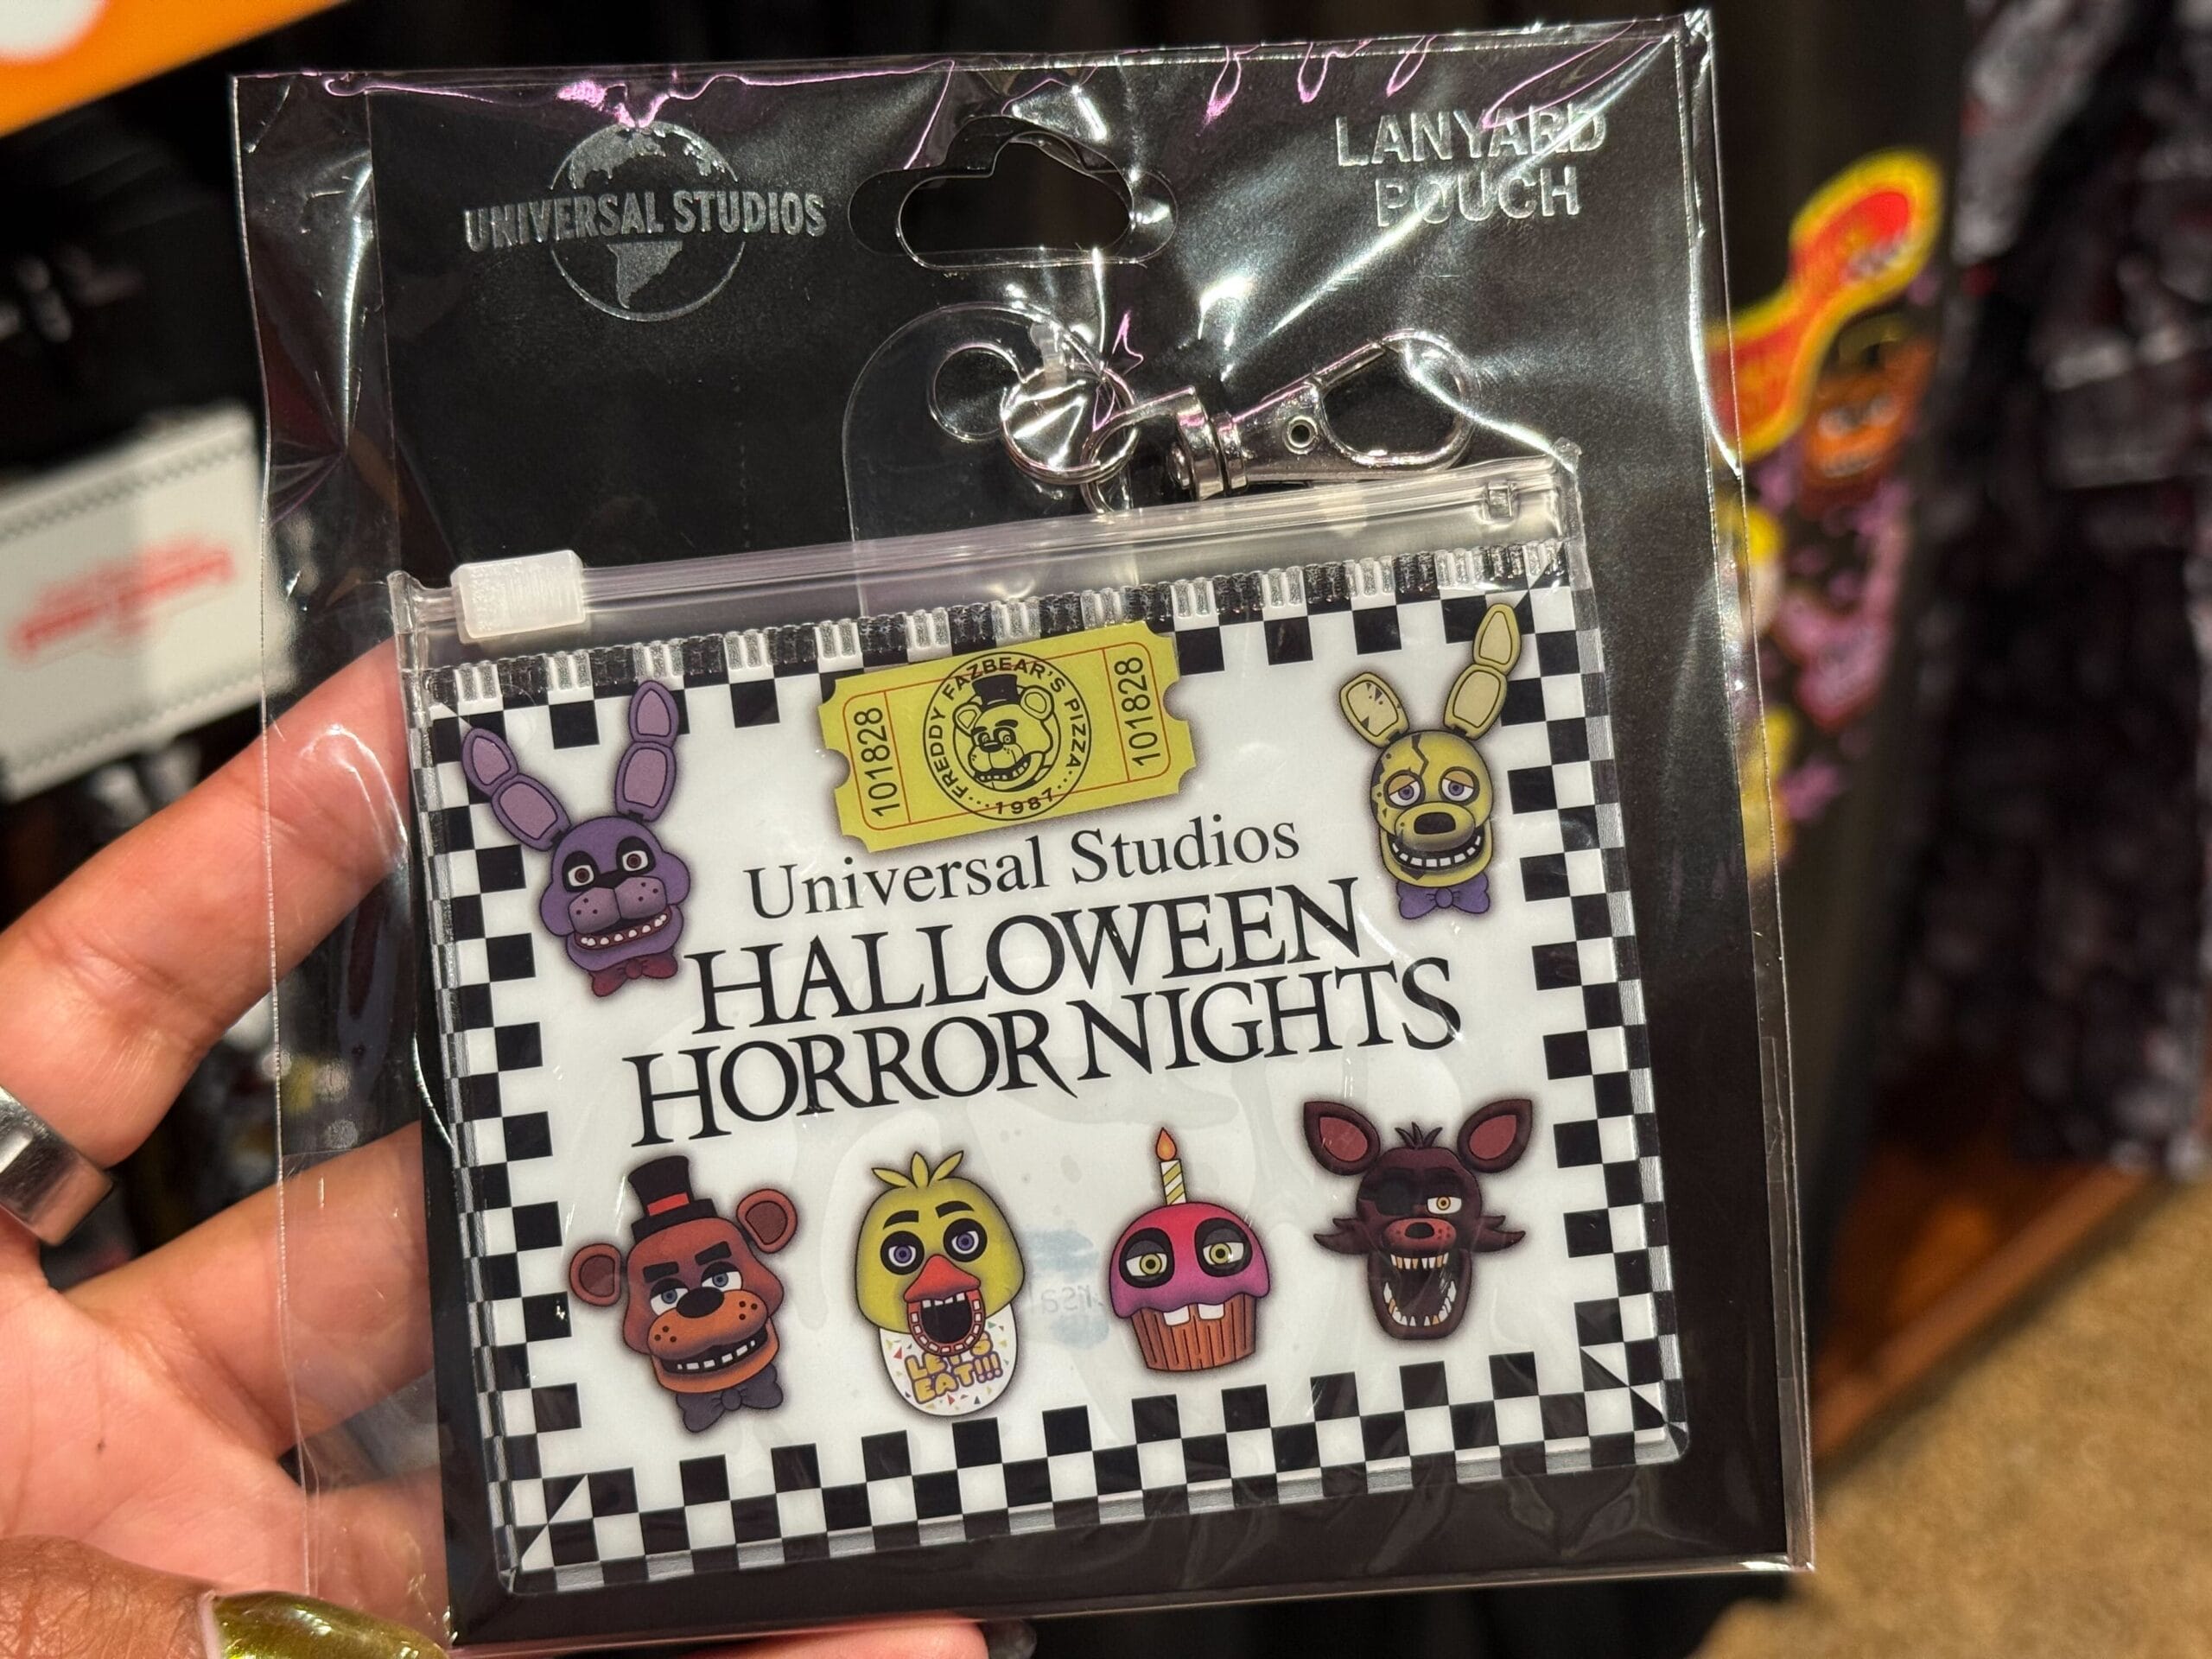 UNIVERSAL STUDIOS
LANYARD
POUCH
101828
FREDDY FAZBEAR'S PIZZA
1987
101828
Universal Studios
HALLOWEEN
HORROR NIGHTS
LET'S
EAT!!!